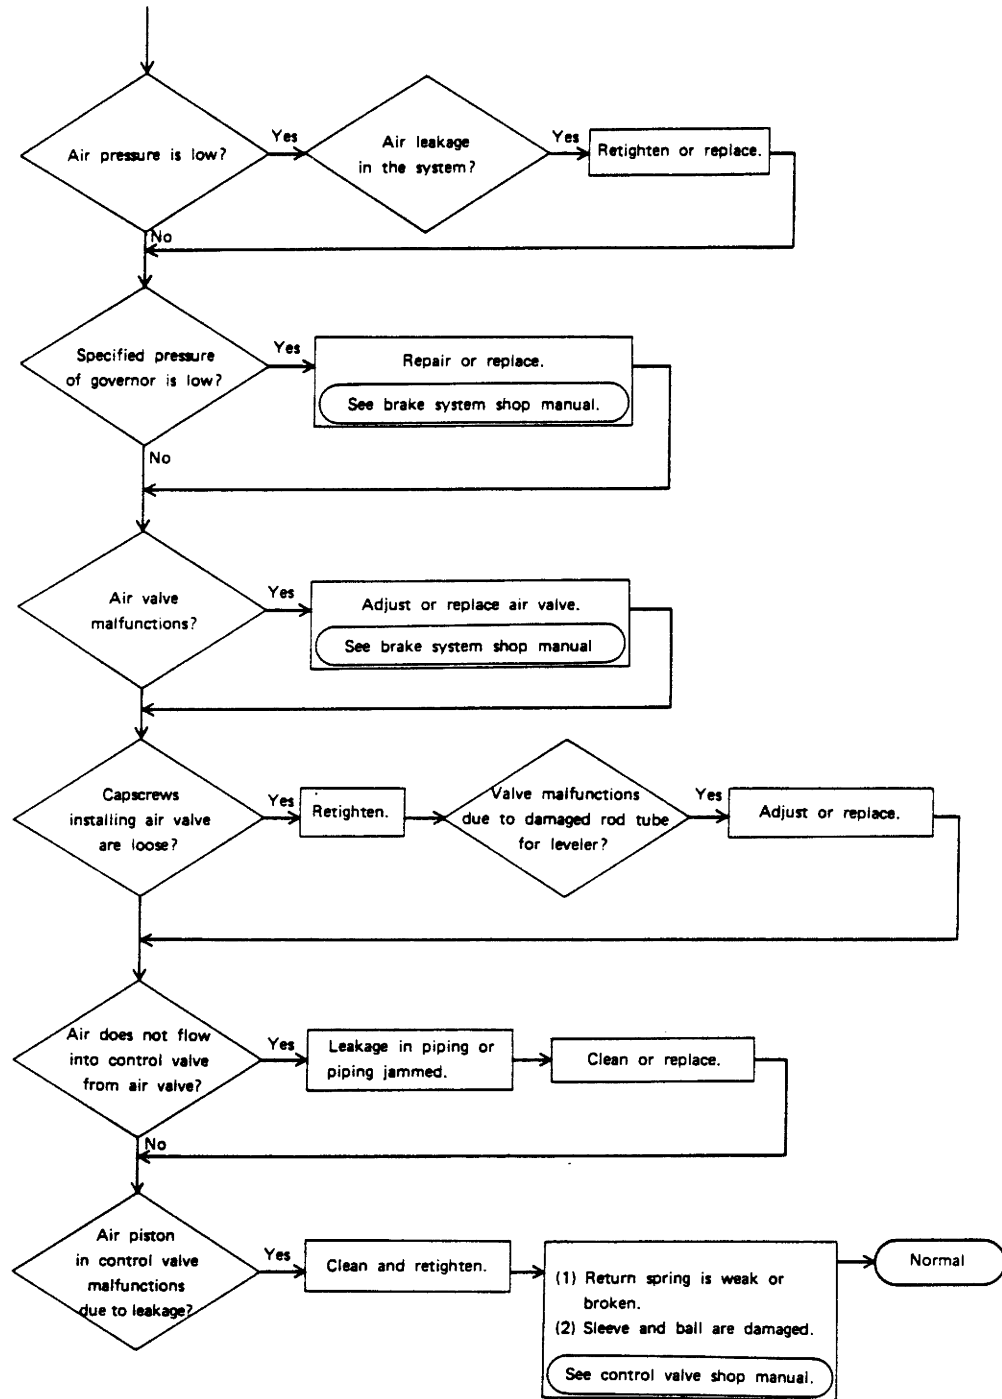 Air pressure is low?
Yes
Air leakage
in the system?
Yes
Retighten or replace.
No
Specified pressure
of governor is low?
Yes
Repair or replace.
See brake system shop manual.
No
Air valve
malfunctions?
Yes
Adjust or replace air valve.
See brake system shop manual
Capscrews
installing air valve
are loose?
Yes
Retighten.
Valve malfunctions
due to damaged rod tube
for leveler?
Yes
Adjust or replace.
Air does not flow
into control valve
from air valve?
Yes
Leakage in piping or
piping jammed.
Clean or replace.
No
Air piston
in control valve
malfunctions
due to leakage?
Yes
Clean and retighten.
(1) Return spring is weak or
broken.
(2) Sleeve and ball are damaged.
See control valve shop manual.
Normal